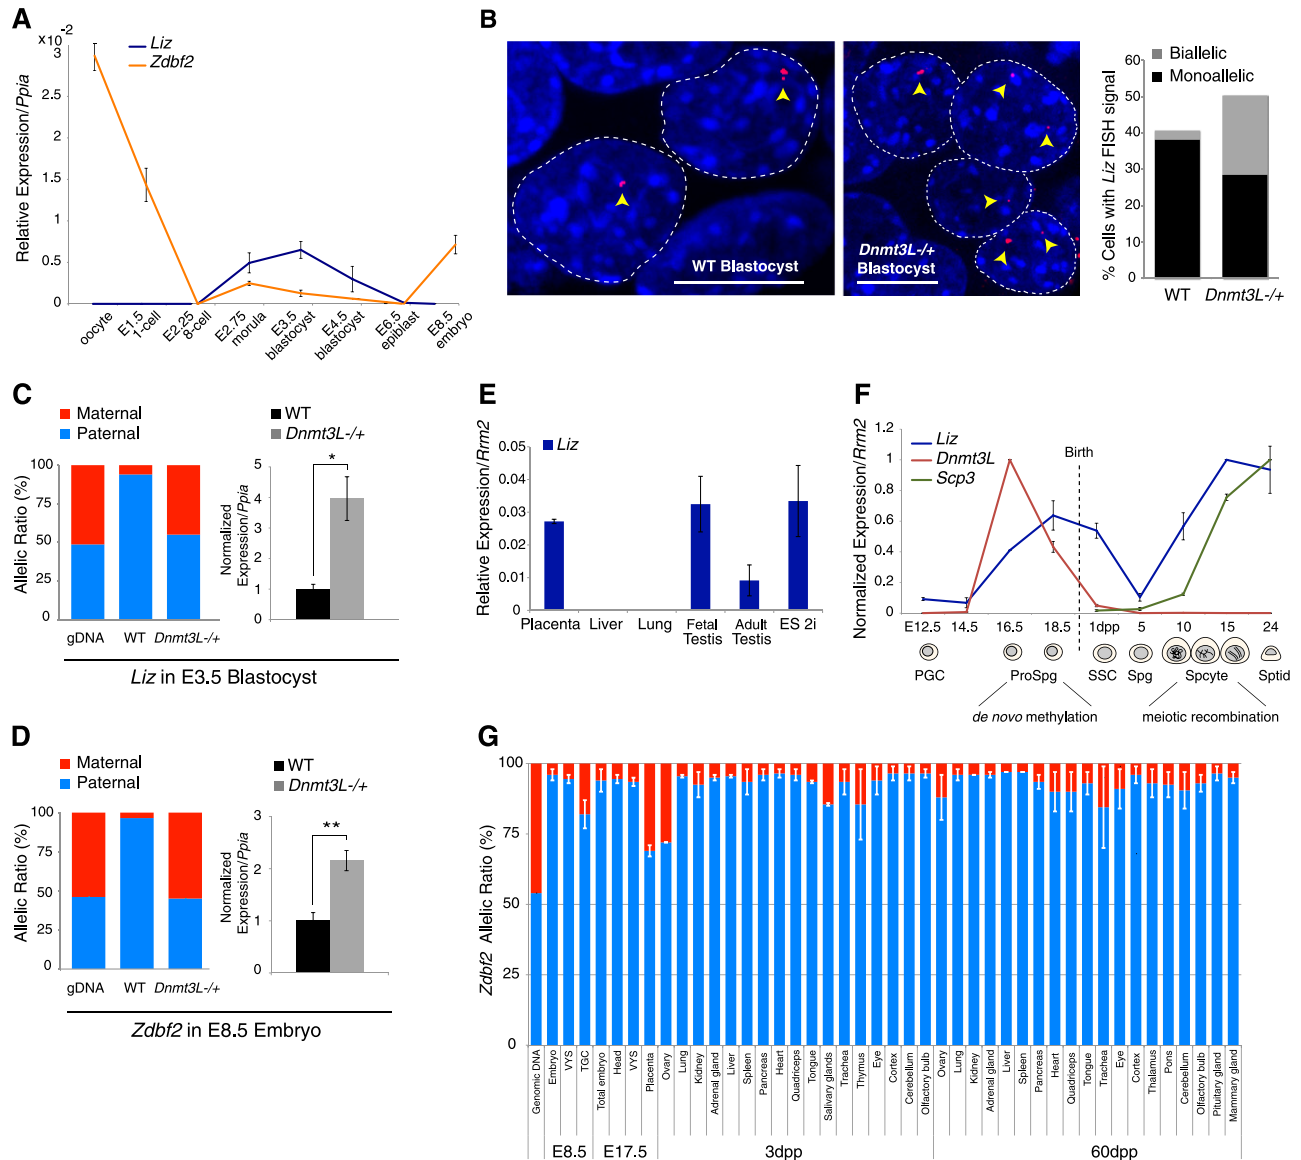 A
x10-2
Liz
Zdbf2
3
2.5
2
1.5
1
0.5
0
Relative Expression/Ppia
oocyte
E1.5 1-cell
E2.25 8-cell
E2.75 morula
E3.5 blastocyst
E4.5 blastocyst
E6.5 epiblast
E8.5 embryo
B
WT Blastocyst
Dnmt3L-/+
Blastocyst
Biallelic
Monoallelic
% Cells with Liz FISH signal
60
50
40
30
20
10
0
WT
Dnmt3L-/+
C
Maternal
Paternal
Allelic Ratio (%)
100
75
50
25
0
gDNA
WT
Dnmt3L-/+
WT
Dnmt3L-/+
Normalized
Expression/Ppia
5
4
3
2
1
0
*
Liz in E3.5 Blastocyst
D
Maternal
Paternal
Allelic Ratio (%)
100
75
50
25
0
gDNA
WT
Dnmt3L-/+
WT
Dnmt3L-/+
Normalized
Expression/Ppia
3
2
1
0
**
Zdbf2 in E8.5 Embryo
E
Liz
Relative Expression/Rrm2
0.05
0.04
0.03
0.02
0.01
0
Placenta
Liver
Lung
Fetal
Testis
Adult
Testis
ES 2i
F
Normalized Expression/Rrm2
1.2
1
0.8
0.6
0.4
0.2
0
Liz
Dnmt3L
Scp3
Birth
E12.5
14.5
16.5
18.5
1dpp
5
10
15
24
PGC
ProSpg
SSC
Spg
Spcyte
Sptid
de novo methylation
meiotic recombination
G
Zdbf2 Allelic Ratio (%)
100
75
50
25
0
Genomic DNA
Embryo
VYS
TGC
Total embryo
Head
VYS
Placenta
Ovary
Lung
Kidney
Adrenal gland
Liver
Spleen
Pancreas
Heart
Quadriceps
Tongue
Salivary glands
Trachea
Thymus
Eye
Cortex
Cerebellum
Olfactory bulb
Ovary
Lung
Kidney
Adrenal gland
Liver
Spleen
Pancreas
Heart
Quadriceps
Tongue
Trachea
Eye
Cortex
Thalamus
Pons
Cerebellum
Olfactory bulb
Pituitary gland
Mammary gland
E8.5
E17.5
3dpp
60dpp